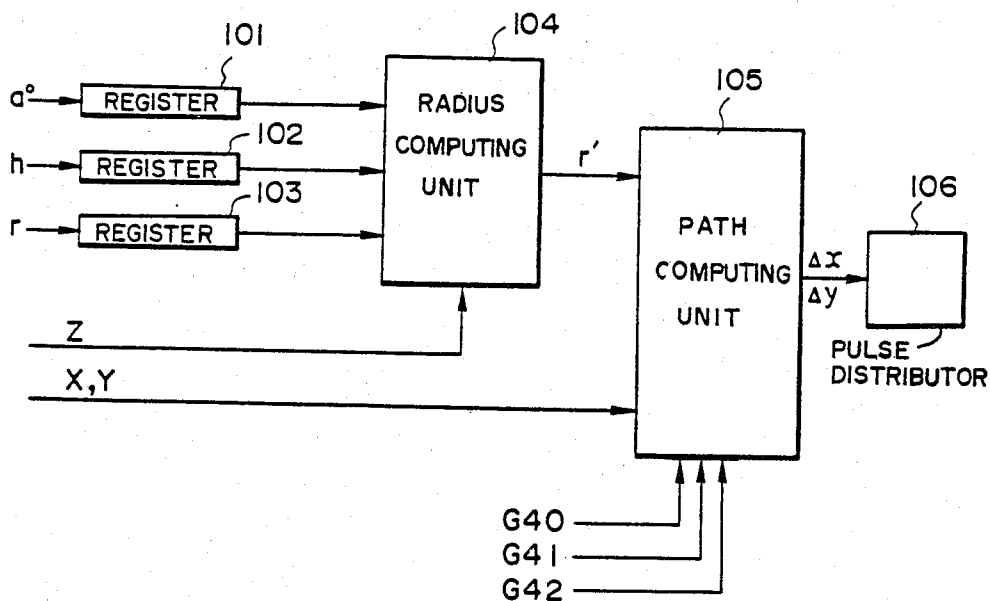 101
104
a°
REGISTER
102
h
REGISTER
103
r
REGISTER
RADIUS
COMPUTING
UNIT
r′
105
PATH
COMPUTING
UNIT
106
Δx
Δy
PULSE
DISTRIBUTOR
Z
X,Y
G40
G41
G42